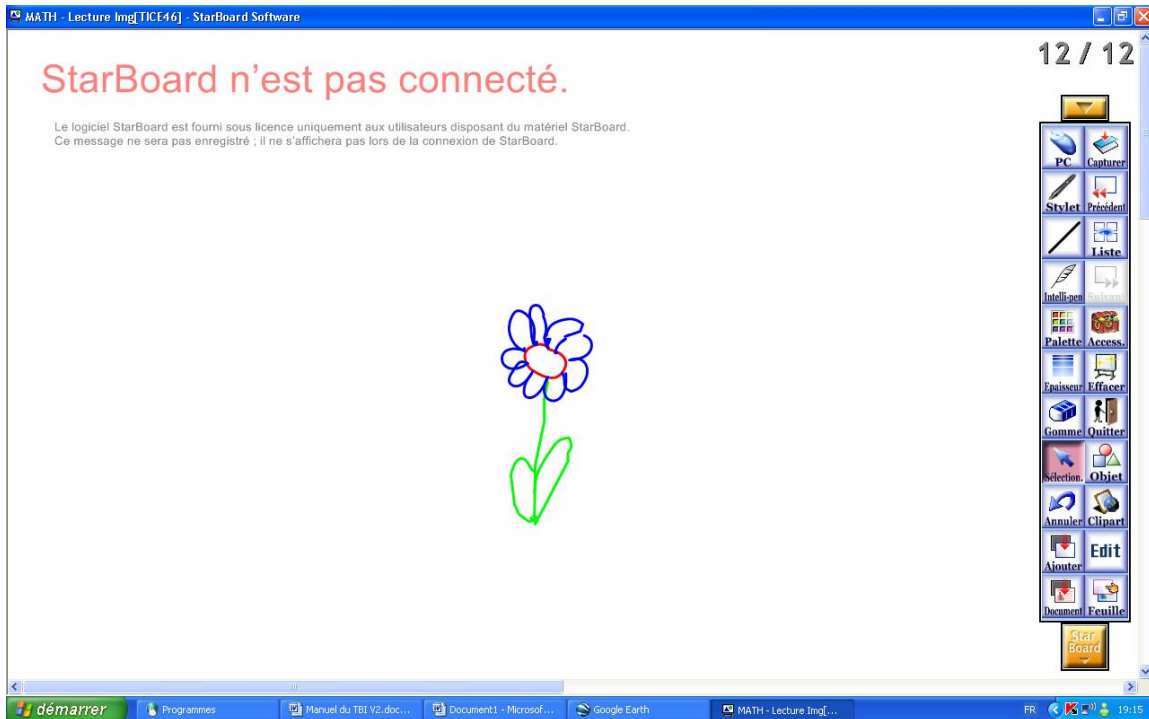 MATH - Lecture Img[TICE46] - StarBoard Software
12 / 12
StarBoard n'est pas connecté.
Le logiciel StarBoard est fourni sous licence uniquement aux utilisateurs disposant du matériel StarBoard.
Ce message ne sera pas enregistré ; il ne s'affichera pas lors de la connexion de StarBoard.
PC Capturer
Stylet Précédent
Liste
Intelli-pen Suivant
Palette Access.
Epaisseur Effacer
Gomme Quitter
Sélection. Objet
Annuler Clipart
Ajouter Edit
Document Feuille
Star
Board
démarrer Programmes Manuel du TBI V2.doc... Document1 - Microsof... Google Earth MATH - Lecture Img[... FR 19:15